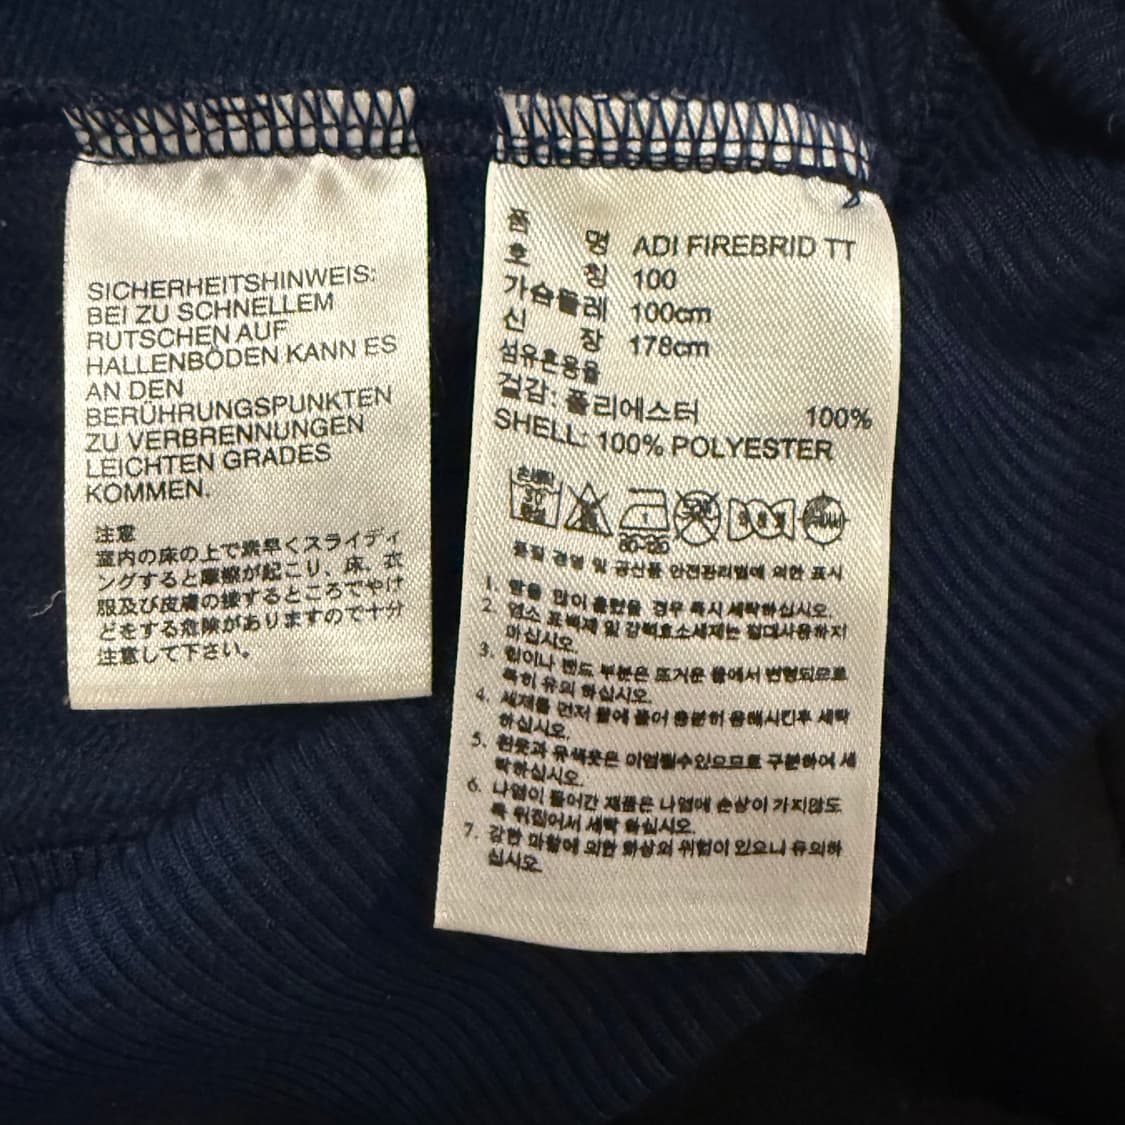 SICHERHEITSHINWEIS:
BEI ZU SCHNELLEM
RUTSCHEN AUF
HALLENBÖDEN KANN ES
AN DEN
BERÜHRUNGSPUNKTEN
ZU VERBRENNUNGEN
LEICHTEN GRADES
KOMMEN.
注意
室内の床の上で素早くスライディ
ングすると摩擦が起こり、床、衣
服及び皮膚の接するところでやけ
どをする危険がありますので十分
注意して下さい。
품 명 ADI FIREBRID TT
호 칭 100
가슴둘레 100cm
신 장 178cm
섬유혼용율
겉감: 폴리에스터 100%
SHELL: 100% POLYESTER
손세탁
30
중성
80-120
품질 경영 및 공산품 안전관리법에 의한 표시
1. 땀을 많이 흘렸을 경우 즉시 세탁하십시오.
2. 염소 표백제 및 강력효소세제는 절대사용하지
마십시오.
3. 힙이나 밴드 부분은 뜨거운 물에서 변형되므로
특히 유의 하십시오.
4. 세제를 먼저 물에 풀어 충분히 용해시킨후 세탁
하십시오.
5. 흰옷과 유색옷은 이염될수있으므로 구분하여 세
탁하십시오.
6. 나염이 들어간 제품은 나염에 손상이 가지않도
록 뒤집어서 세탁 하십시오.
7. 강한 마찰에 의한 화상의 위험이 있으니 유의하
십시오.